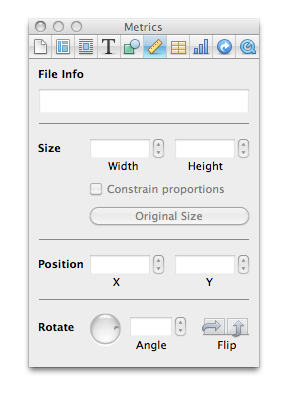 Metrics
T
File Info
Size
Width Height
Constrain proportions
Original Size
Position
X Y
Rotate
Angle Flip